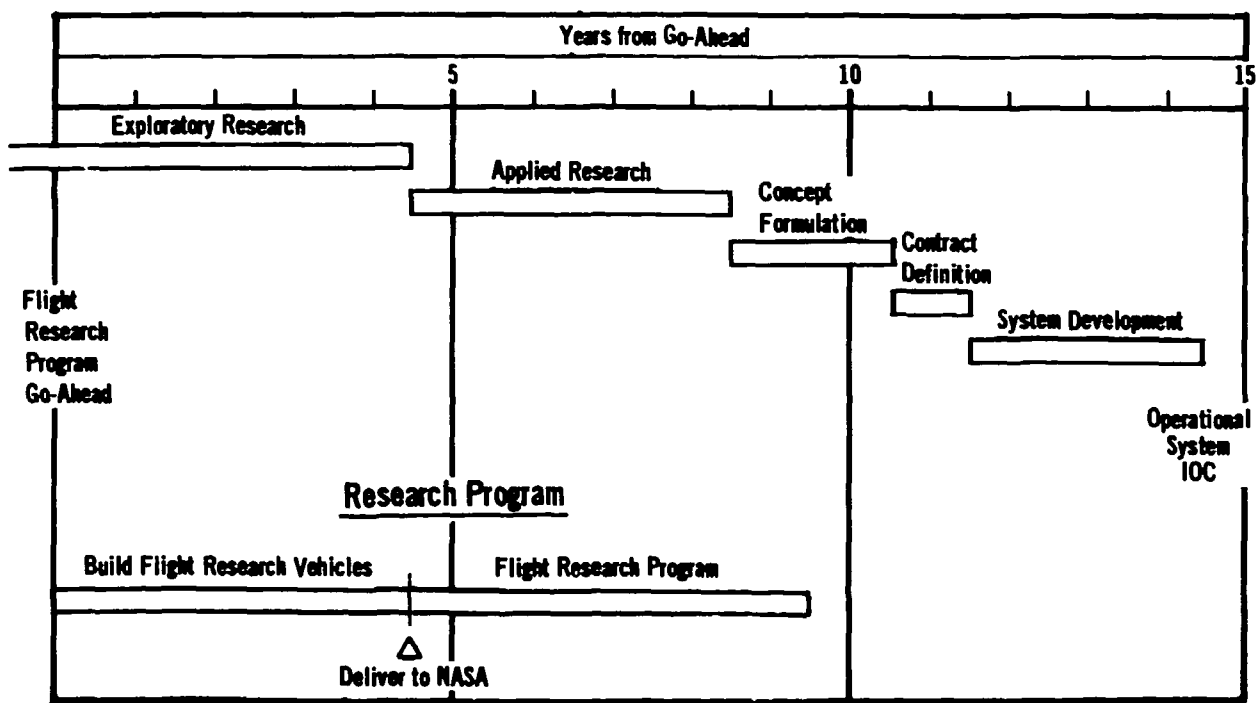 Years from Go-Ahead
5
10
15
Exploratory Research
Applied Research
Concept
Formulation
Contract
Definition
System Development
Flight
Research
Program
Go-Ahead
Operational
System
IOC
Research Program
Build Flight Research Vehicles
Flight Research Program
Deliver to NASA